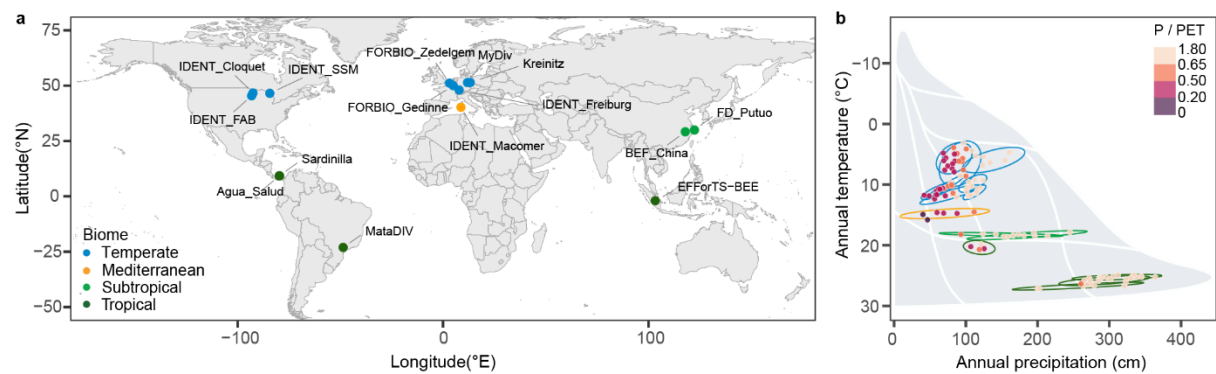 a
75
50
25
0
−25
−50
Latitude(°N)
IDENT_Cloquet
IDENT_SSM
IDENT_FAB
FORBIO_Zedelgem
MyDiv
Kreinitz
FORBIO_Gedinne
IDENT_Freiburg
IDENT_Macomer
FD_Putuo
BEF_China
Sardinilla
Agua_Salud
EFForTS−BEE
MataDIV
Biome
Temperate
Mediterranean
Subtropical
Tropical
−100
0
100
Longitude(°E)
b
P / PET
1.80
0.65
0.50
0.20
0
−10
0
10
20
30
Annual temperature (°C)
0
100
200
300
400
Annual precipitation (cm)